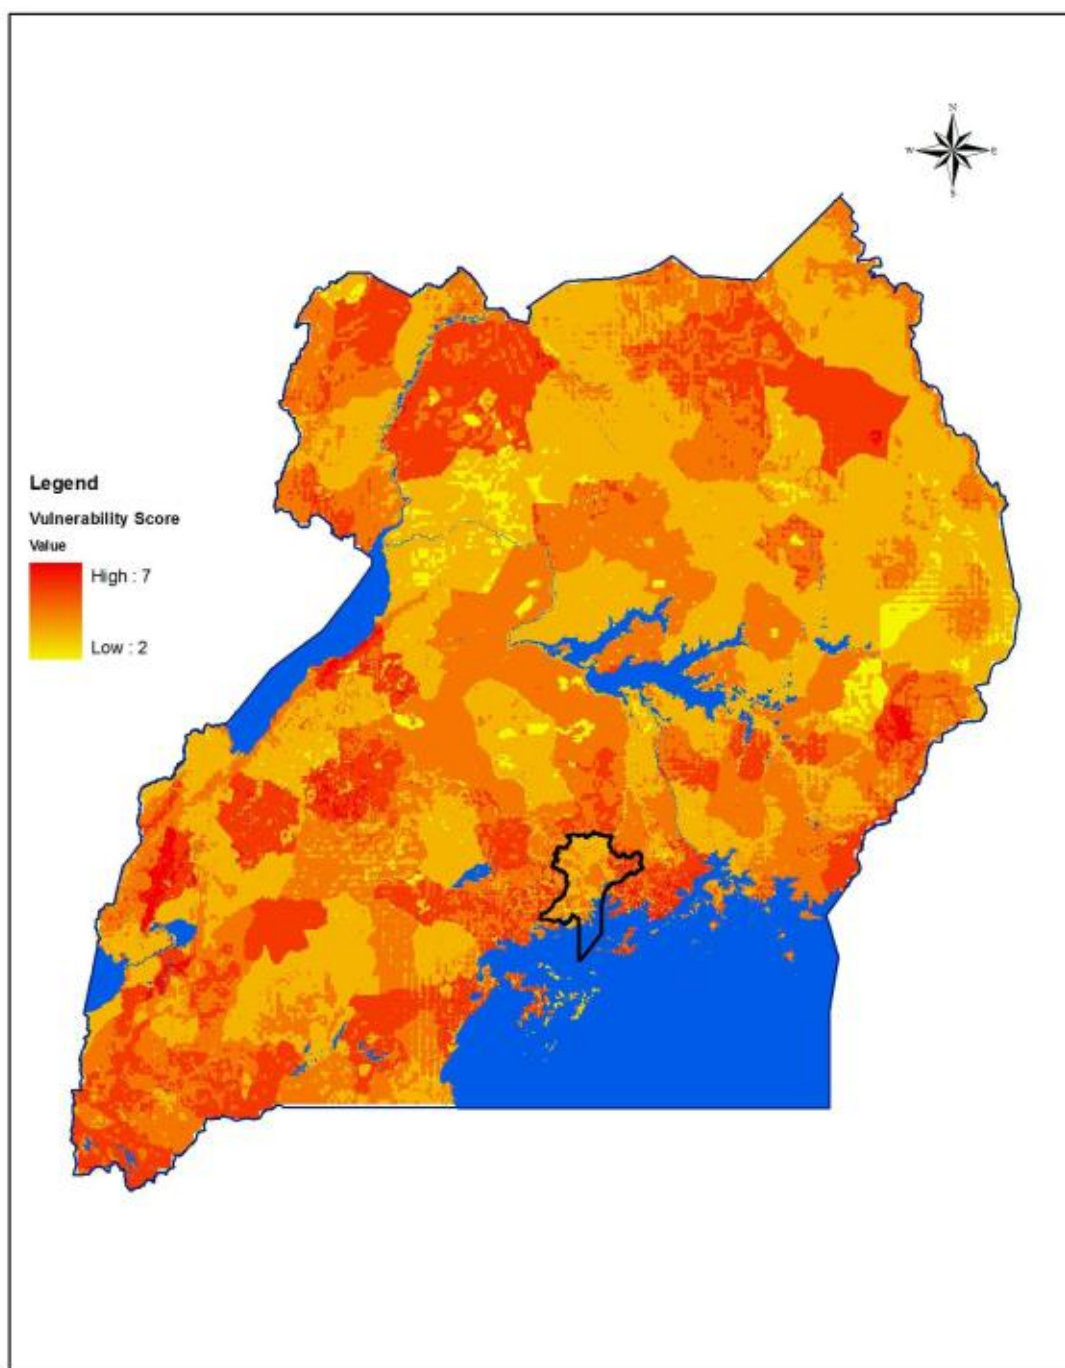 N
W E
S
Legend
Vulnerability Score
Value
High : 7
Low : 2